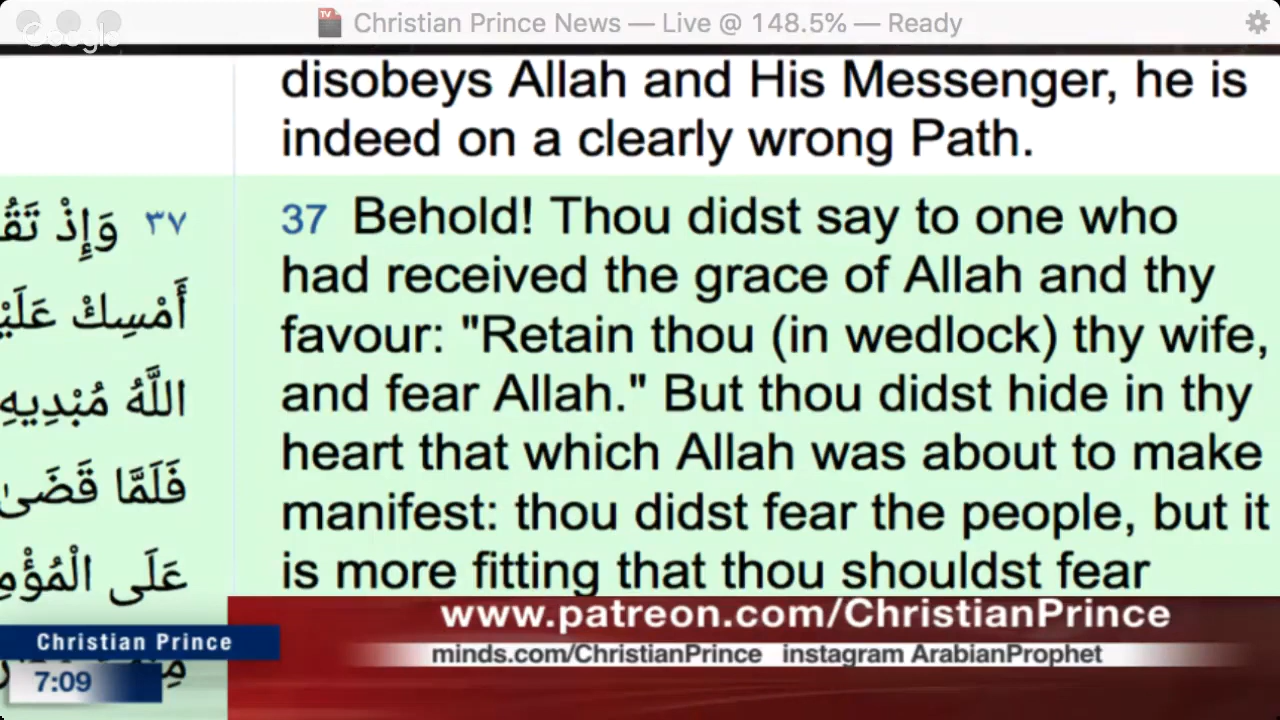 Christian Prince News — Live @ 148.5% — Ready
Google
disobeys Allah and His Messenger, he is
indeed on a clearly wrong Path.
٣٧ وَإِذْ تَقُ
أَمْسِكْ عَلَيْ
اللَّهُ مُبْدِيهِ
فَلَمَّا قَضَىٰ
عَلَى الْمُؤْمِ
37 Behold! Thou didst say to one who
had received the grace of Allah and thy
favour: "Retain thou (in wedlock) thy wife,
and fear Allah." But thou didst hide in thy
heart that which Allah was about to make
manifest: thou didst fear the people, but it
is more fitting that thou shouldst fear
www.patreon.com/ChristianPrince
minds.com/ChristianPrince instagram ArabianProphet
Christian Prince
7:09